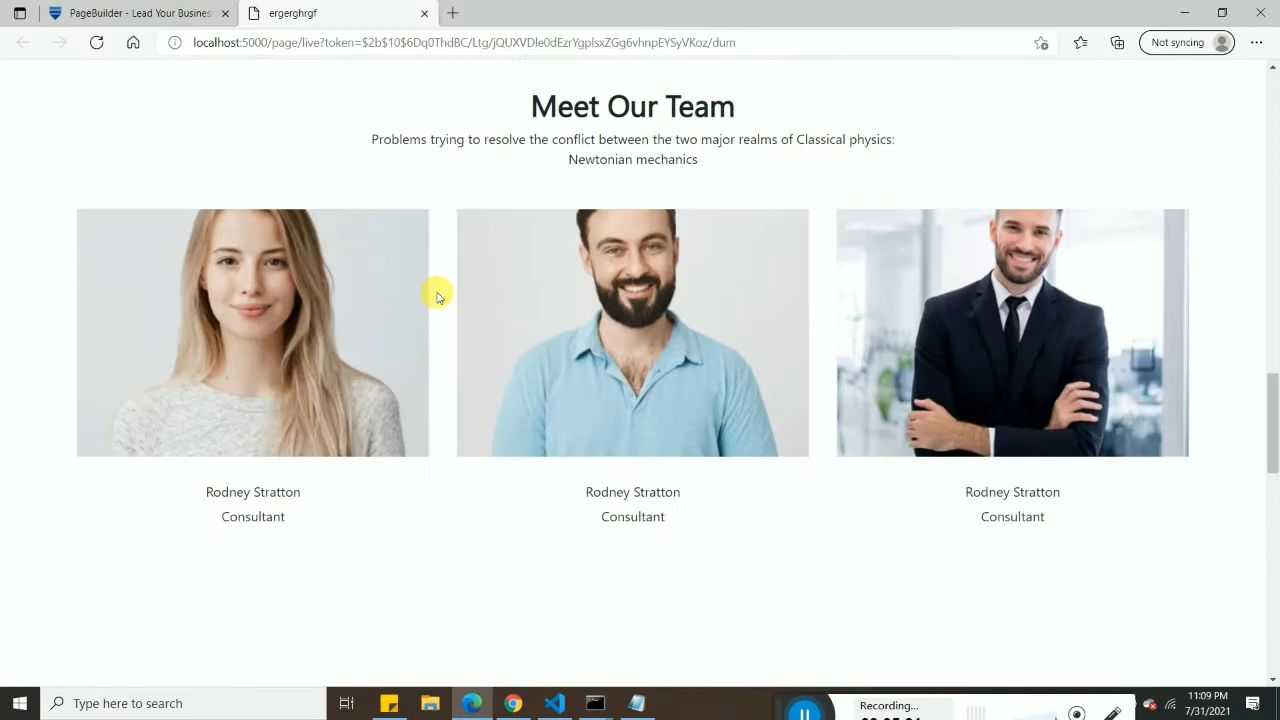 PageBuilder - Lead Your Business
ergerghrgf
localhost:5000/page/live?token=$2b$10$6Dq0ThdBC/Ltg/jQUXVDle0dEzrYgplsxZGg6vhnpEYSyVKoz/dum
Not syncing
Meet Our Team
Problems trying to resolve the conflict between the two major realms of Classical physics:
Newtonian mechanics
Rodney Stratton
Consultant
Rodney Stratton
Consultant
Rodney Stratton
Consultant
Type here to search
Recording...
11:09 PM
7/31/2021